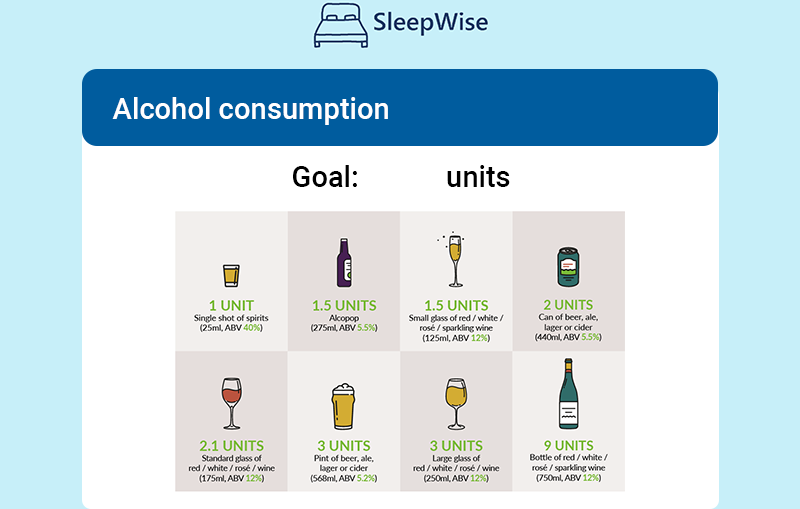 SleepWise
Alcohol consumption
Goal: units
1 UNIT
Single shot of spirits
(25ml, ABV 40%)
1.5 UNITS
Alcopop
(275ml, ABV 5.5%)
1.5 UNITS
Small glass of red / white /
rosé / sparkling wine
(125ml, ABV 12%)
2 UNITS
Can of beer, ale,
lager or cider
(440ml, ABV 5.5%)
2.1 UNITS
Standard glass of
red / white / rosé / wine
(175ml, ABV 12%)
3 UNITS
Pint of beer, ale,
lager or cider
(568ml, ABV 5.2%)
3 UNITS
Large glass of
red / white / rosé / wine
(250ml, ABV 12%)
9 UNITS
Bottle of red / white /
rosé / sparkling wine
(750ml, ABV 12%)